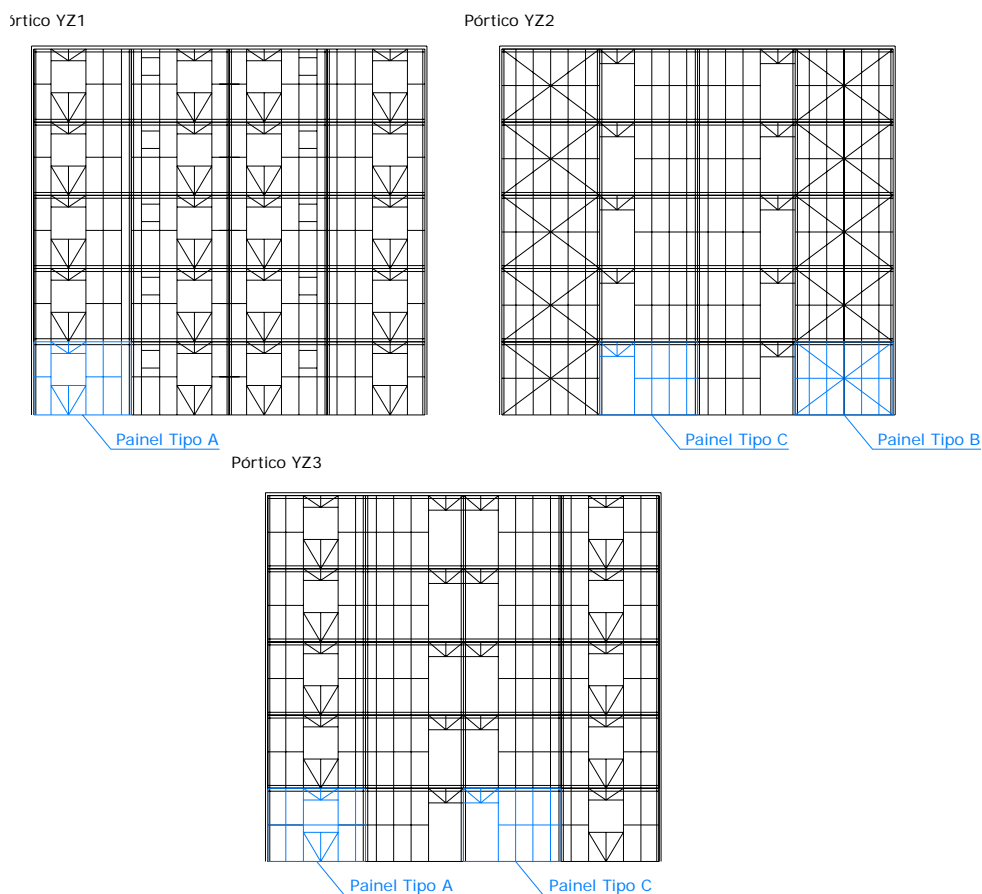 órtico YZ1
Pórtico YZ2
Painel Tipo A
Painel Tipo C
Painel Tipo B
Pórtico YZ3
Painel Tipo A
Painel Tipo C